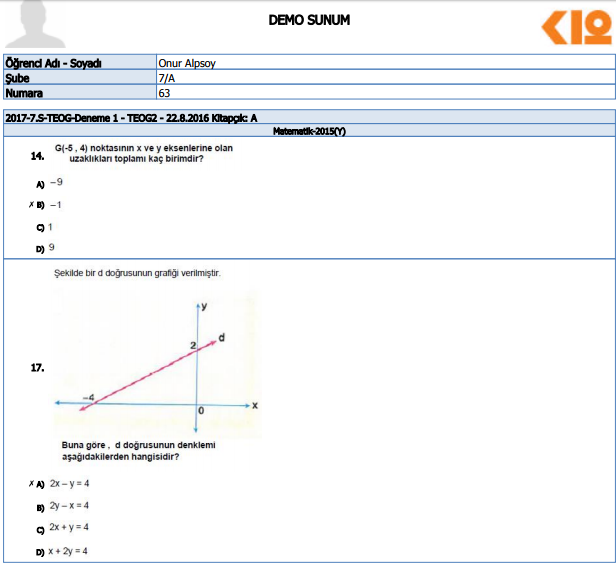 DEMO SUNUM
Öğrenci Adı - Soyadı Onur Alpsoy
Şube 7/A
Numara 63
2017-7.S-TEOG-Deneme 1 - TEOG2 - 22.8.2016 Kitapçık: A
Matematik-2015(Y)
14. G(-5 , 4) noktasının x ve y eksenlerine olan
uzaklıkları toplamı kaç birimdir?
A) −9
✗ B) −1
C) 1
D) 9
Şekilde bir d doğrusunun grafiği verilmiştir.
y
d
2
17.
−4
x
0
Buna göre , d doğrusunun denklemi
aşağıdakilerden hangisidir?
✗ A) 2x − y = 4
B) 2y − x = 4
C) 2x + y = 4
D) x + 2y = 4